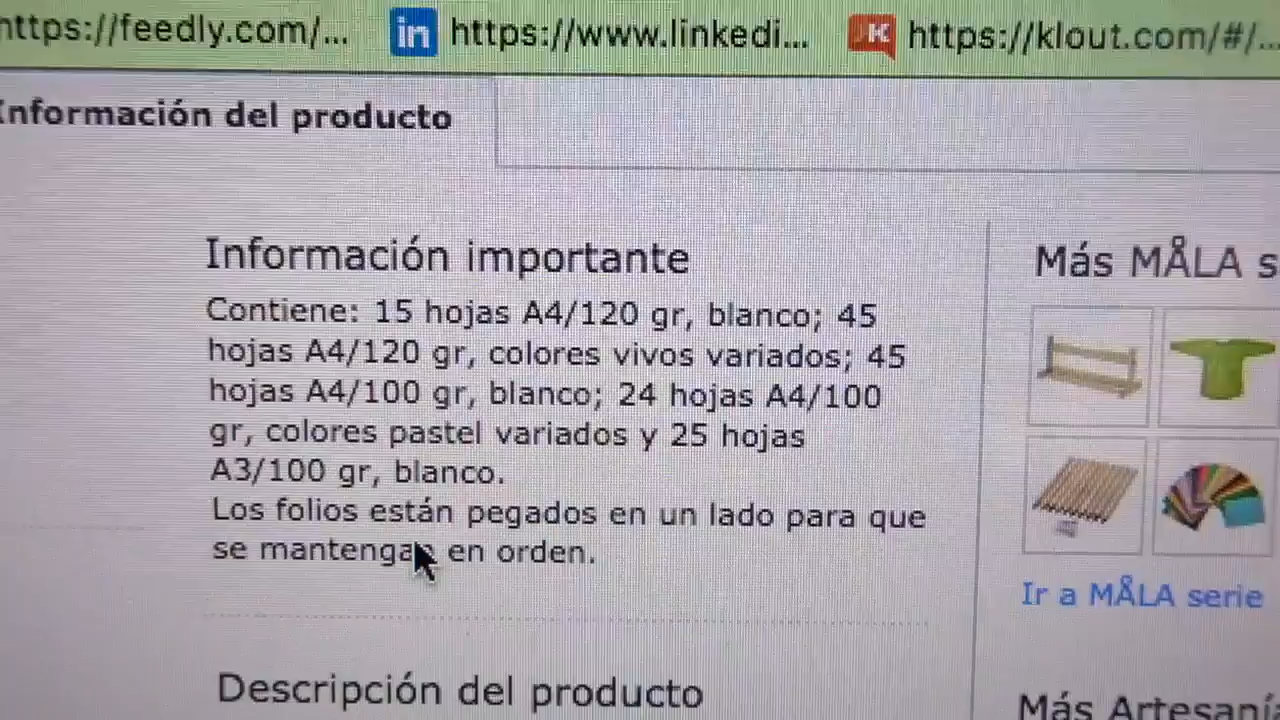 https://feedly.com/...
in https://www.linkedi...
K https://klout.com/#/...
Información del producto
Información importante
Contiene: 15 hojas A4/120 gr, blanco; 45
hojas A4/120 gr, colores vivos variados; 45
hojas A4/100 gr, blanco; 24 hojas A4/100
gr, colores pastel variados y 25 hojas
A3/100 gr, blanco.
Los folios están pegados en un lado para que
se mantengan en orden.
Descripción del producto
Más MÅLA s
Ir a MÅLA serie
Más Artesanía